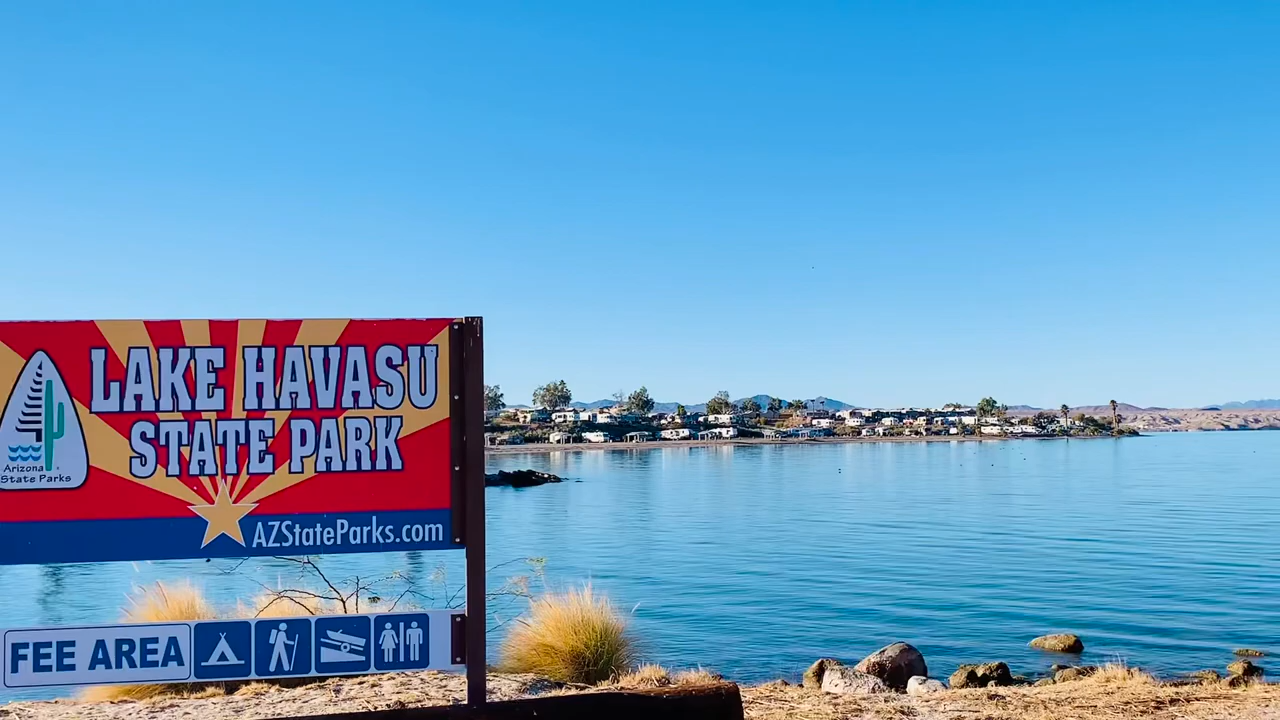 LAKE HAVASU
STATE PARK
Arizona
State Parks
AZStateParks.com
FEE AREA